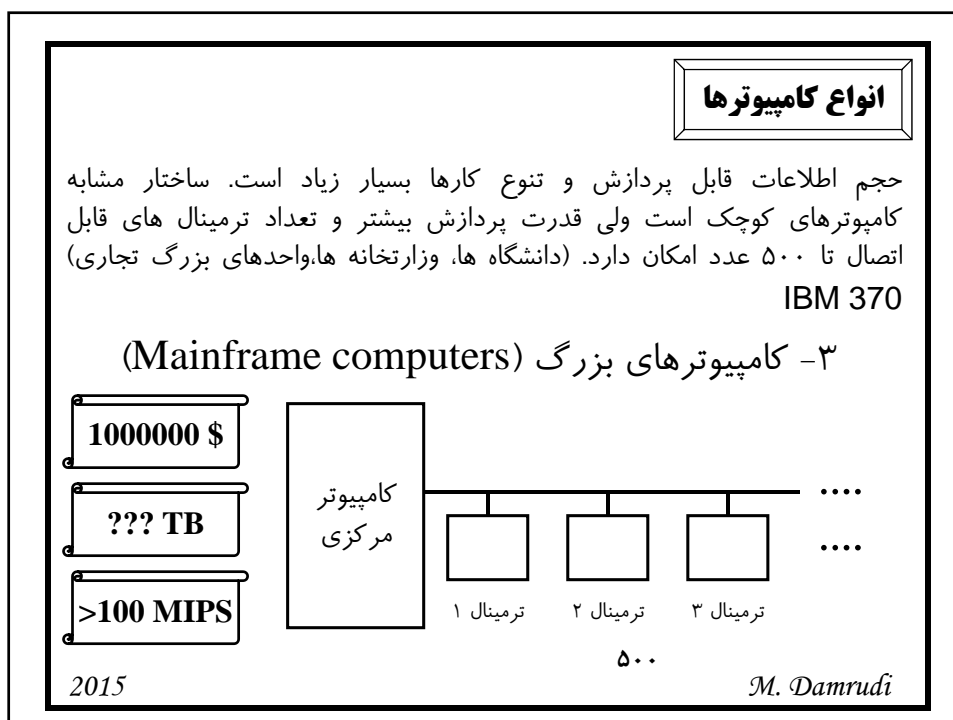 انواع کامپیوترها
حجم اطلاعات قابل پردازش و تنوع کارها بسیار زیاد است. ساختار مشابه
کامپوترهای کوچک است ولی قدرت پردازش بیشتر و تعداد ترمینال های قابل
اتصال تا ۵۰۰ عدد امکان دارد. (دانشگاه ها، وزارتخانه ها،واحدهای بزرگ تجاری)
IBM 370
۳- کامپیوترهای بزرگ (Mainframe computers)
1000000 $
??? TB
>100 MIPS
کامپیوتر
مرکزی
....
....
ترمینال ۱
ترمینال ۲
ترمینال ۳
۵۰۰
2015
M. Damrudi